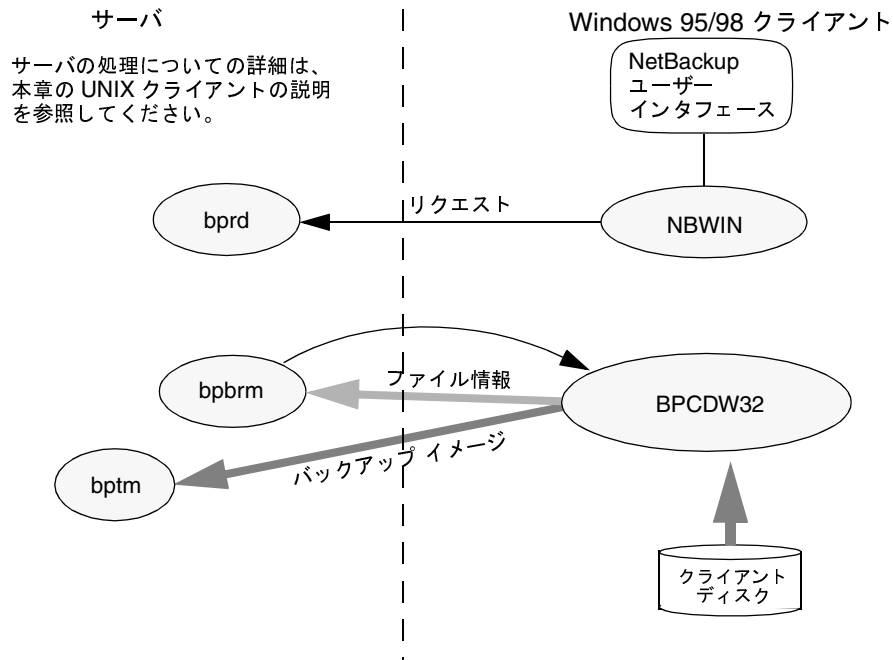 サーバ
サーバの処理についての詳細は、
本章の UNIX クライアントの説明
を参照してください。
Windows 95/98 クライアント
NetBackup
ユーザー
インタフェース
リクエスト
bprd
NBWIN
bpbrm
ファイル情報
BPCDW32
バックアップ イメージ
bptm
クライアント
ディスク